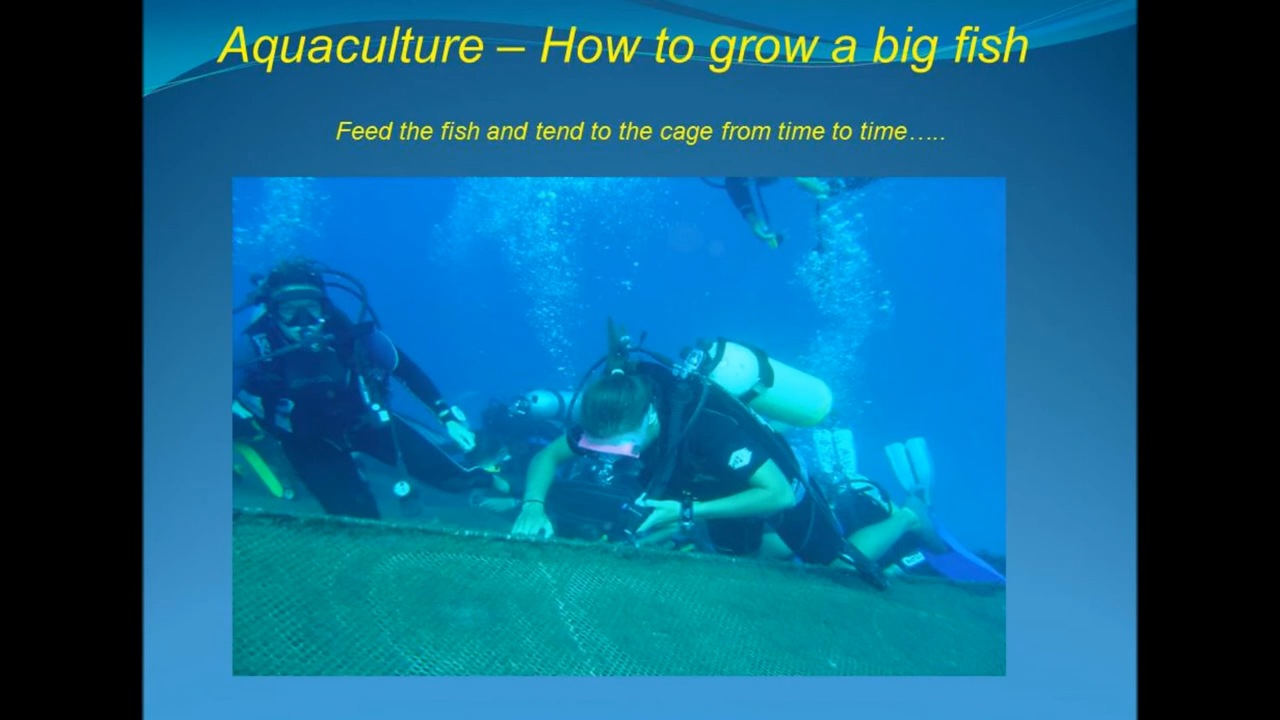 Aquaculture – How to grow a big fish
Feed the fish and tend to the cage from time to time…..